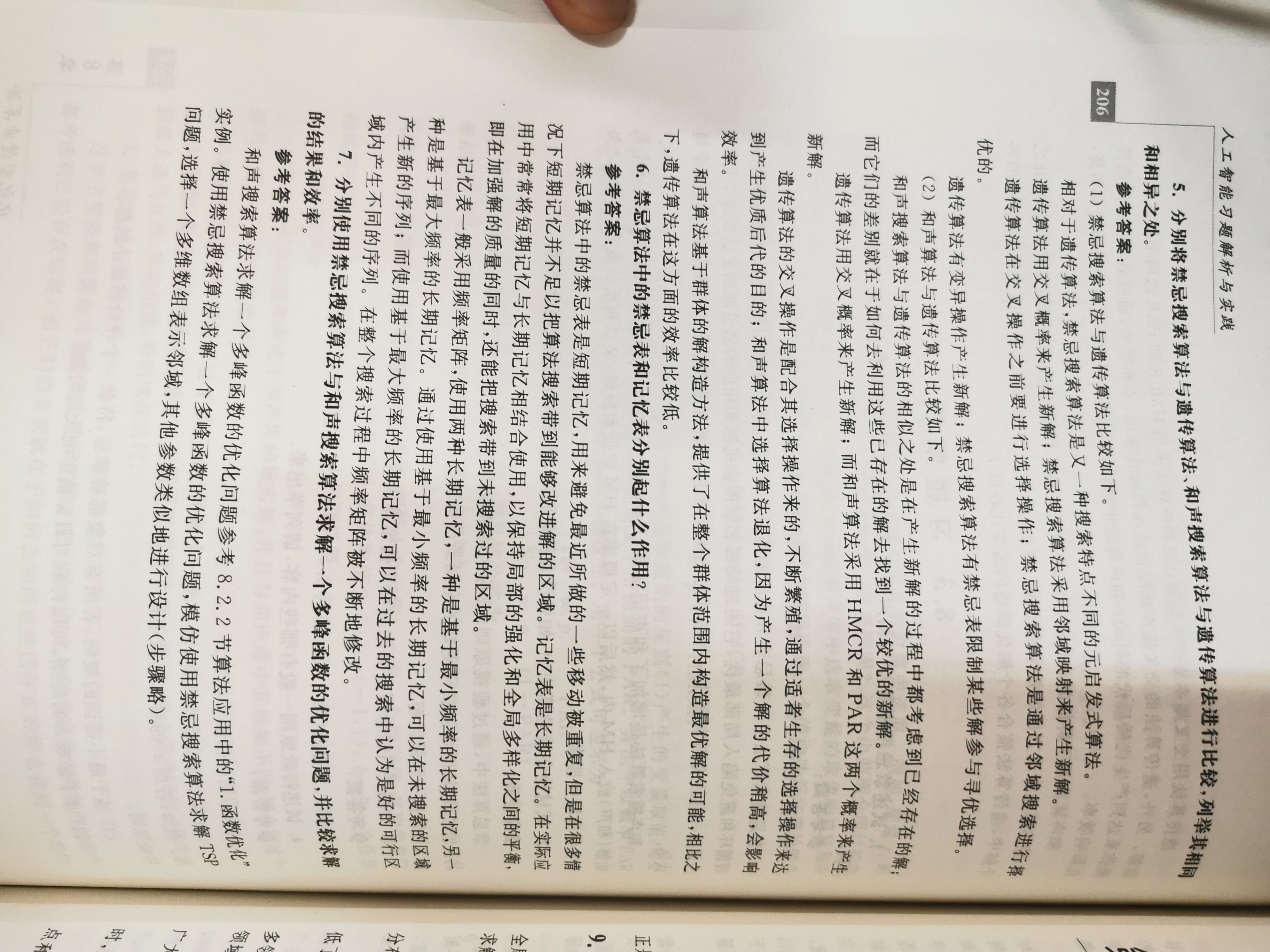 人工智能习题解析与实践
206
5. 分别将禁忌搜索算法与遗传算法、和声搜索算法与遗传算法进行比较,列举其相同
和相异之处。
参考答案:
(1) 禁忌搜索算法与遗传算法比较如下。
相对于遗传算法,禁忌搜索算法是又一种搜索特点不同的元启发式算法。
遗传算法用交叉概率来产生新解;禁忌搜索算法采用邻域映射来产生新解。
遗传算法在交叉操作之前要进行选择操作;禁忌搜索算法是通过邻域搜索进行择
优的。
遗传算法有变异操作产生新解;禁忌搜索算法有禁忌表限制某些解参与寻优选择。
(2) 和声算法与遗传算法比较如下。
和声搜索算法与遗传算法的相似之处是在产生新解的过程中都考虑到已经存在的解;
而它们的差别就在于如何去利用这些已存在的解去找到一个较优的新解。
遗传算法用交叉概率来产生新解;而和声算法采用 HMCR 和 PAR 这两个概率来产生
新解。
遗传算法的交叉操作是配合其选择操作来的,不断繁殖,通过适者生存的选择操作来达
到产生优质后代的目的;和声算法中选择算法退化,因为产生一个解的代价稍高,会影响
效率。
和声算法基于群体的解构造方法,提供了在整个群体范围内构造最优解的可能,相比之
下,遗传算法在这方面的效率比较低。
6. 禁忌算法中的禁忌表和记忆表分别起什么作用?
参考答案:
禁忌算法中的禁忌表是短期记忆,用来避免最近所做的一些移动被重复,但是在很多情
况下短期记忆并不足以把算法搜索带到能够改进解的区域。记忆表是长期记忆。在实际应
用中常常将短期记忆与长期记忆相结合使用,以保持局部的强化和全局多样化之间的平衡,
即在加强解的质量的同时,还能把搜索带到未搜索过的区域。
记忆表一般采用频率矩阵,使用两种长期记忆,一种是基于最小频率的长期记忆,另一
种是基于最大频率的长期记忆。通过使用基于最小频率的长期记忆,可以在未搜索的区域
产生新的序列;而使用基于最大频率的长期记忆,可以在过去的搜索中认为是好的可行区
域内产生不同的序列。在整个搜索过程中频率矩阵被不断地修改。
7. 分别使用禁忌搜索算法与和声搜索算法求解一个多峰函数的优化问题,并比较求解
的结果和效率。
参考答案:
和声搜索算法求解一个多峰函数的优化问题参考 8.2.2 节算法应用中的“1. 函数优化”
实例。使用禁忌搜索算法求解一个多峰函数的优化问题,模仿使用禁忌搜索算法求解 TSP
问题,选择一个多维数组表示邻域,其他参数类似地进行设计(步骤略)。
正
9.
全局
求解
分布
低
多领
领域
广大
时,
点和